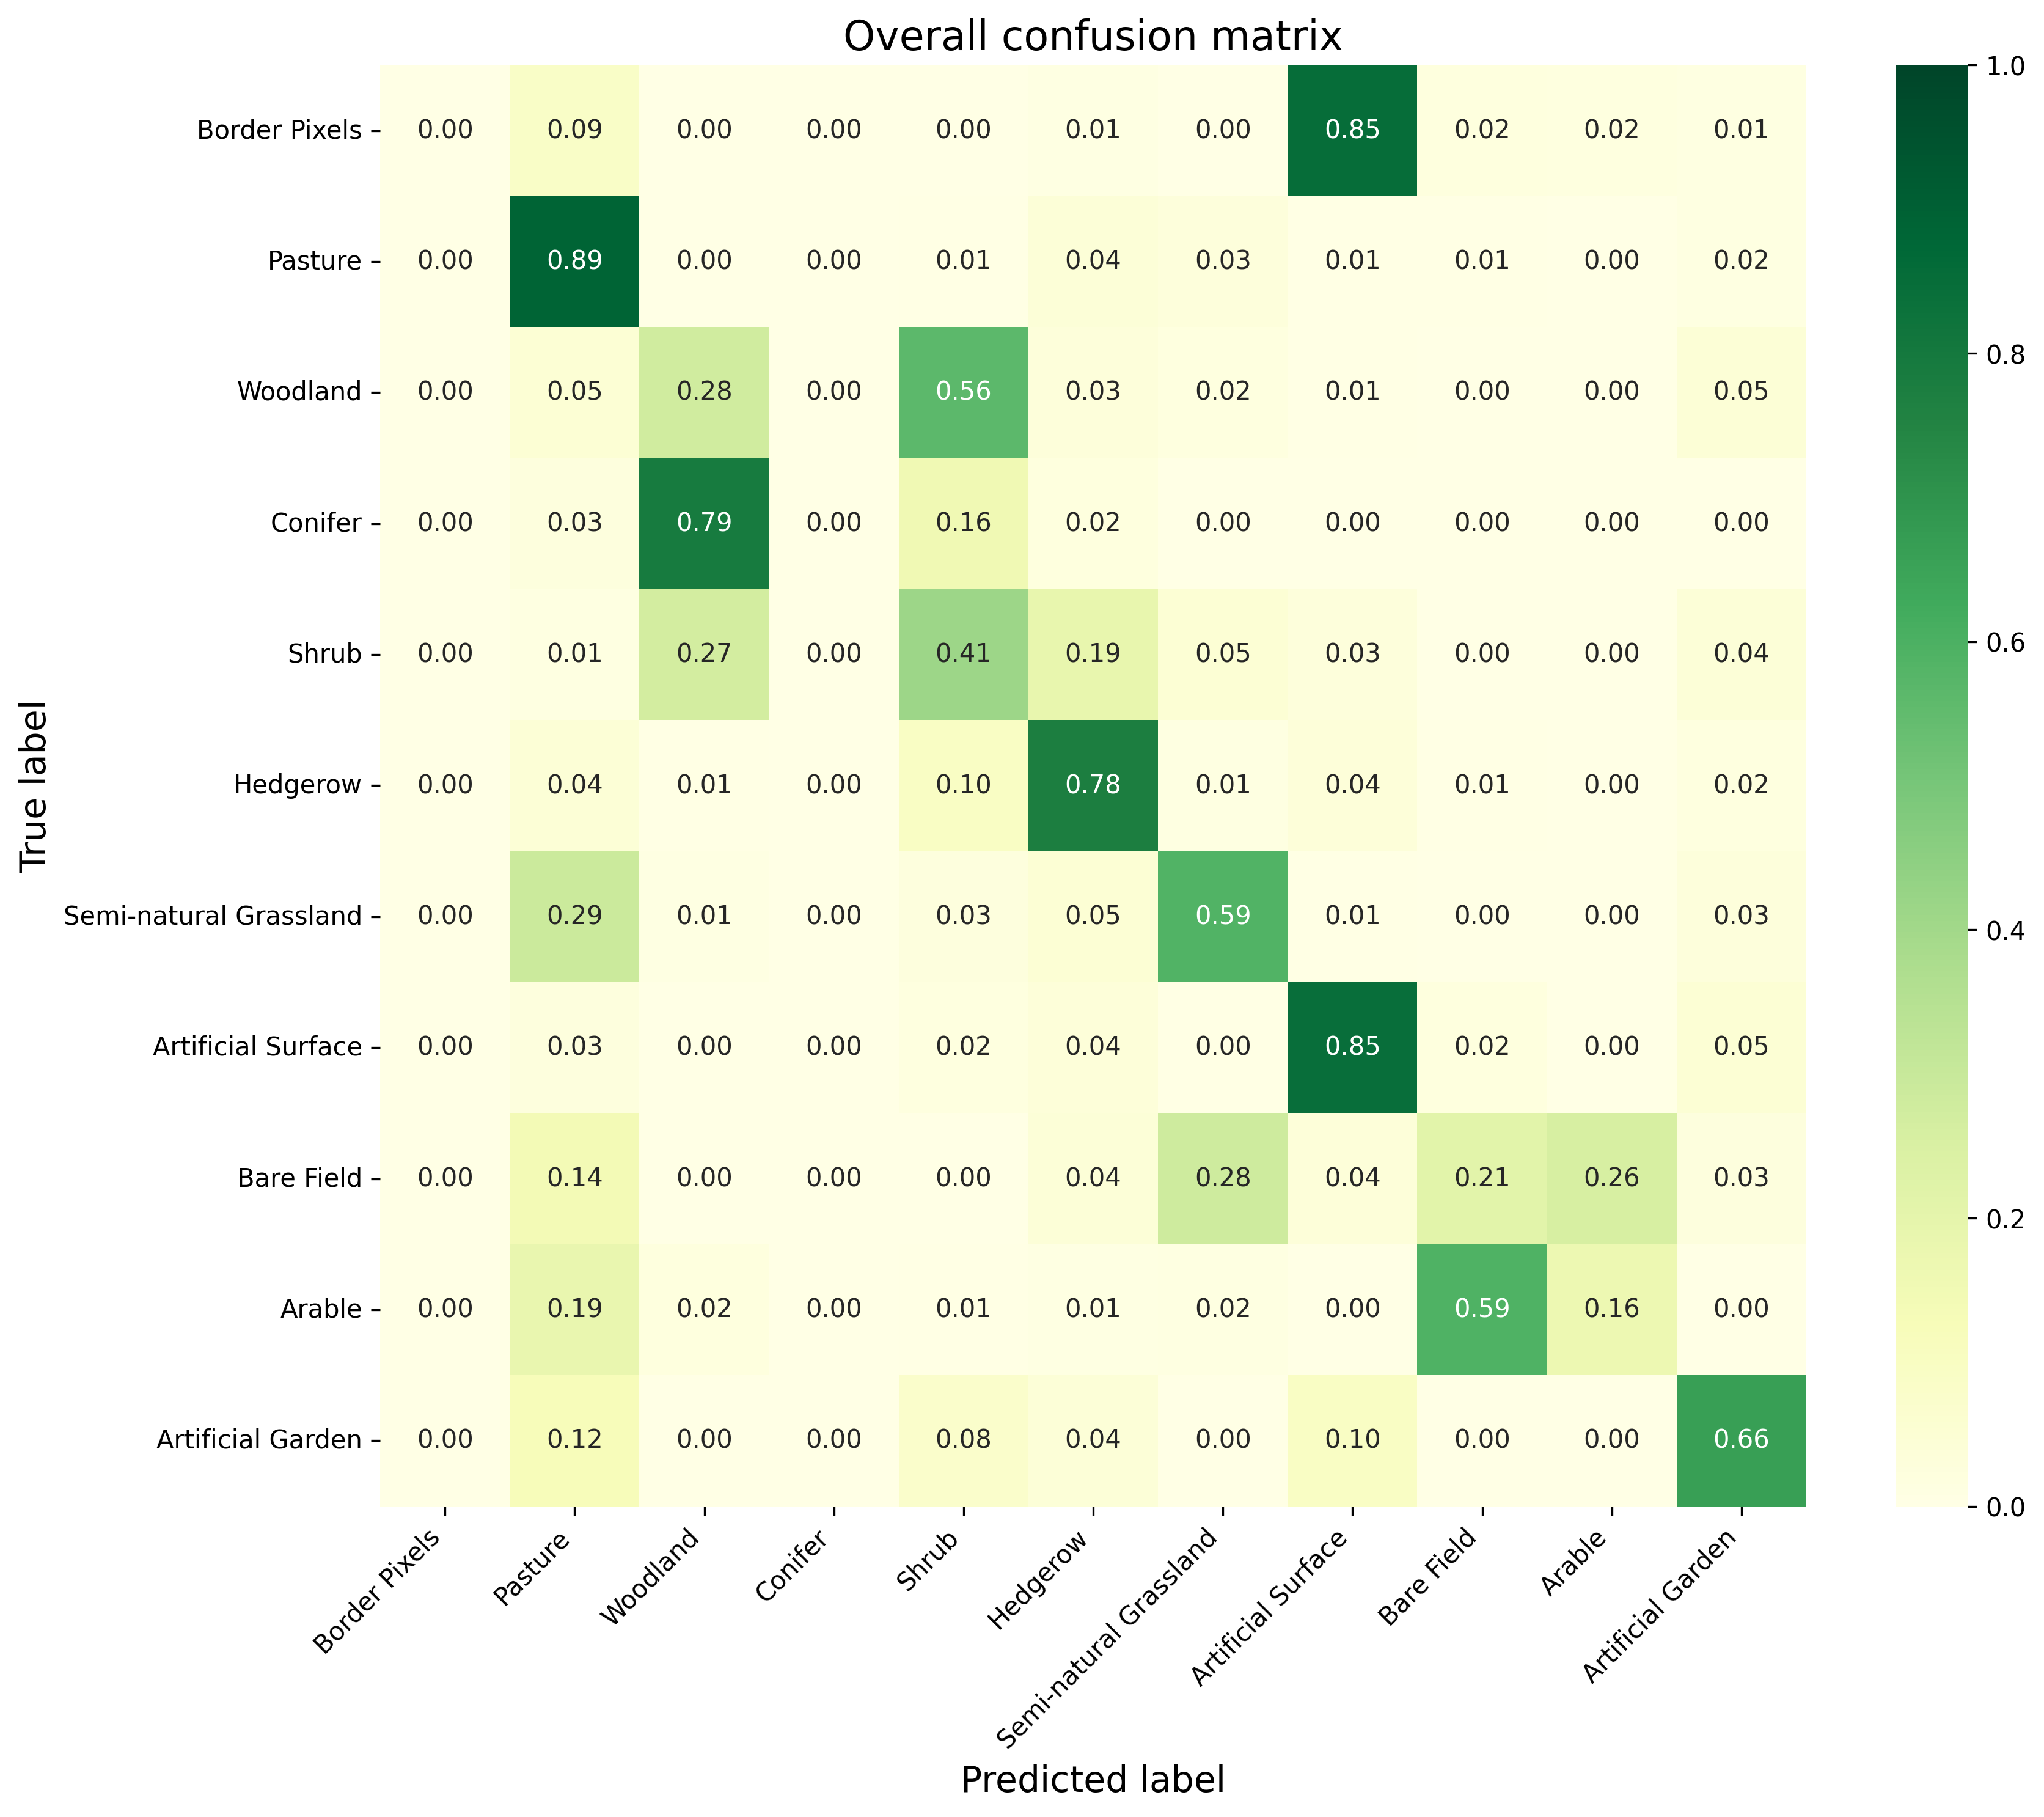 Overall confusion matrix
Border Pixels 0.00 0.09 0.00 0.00 0.00 0.01 0.00 0.85 0.02 0.02 0.01
Pasture 0.00 0.89 0.00 0.00 0.01 0.04 0.03 0.01 0.01 0.00 0.02
Woodland 0.00 0.05 0.28 0.00 0.56 0.03 0.02 0.01 0.00 0.00 0.05
Conifer 0.00 0.03 0.79 0.00 0.16 0.02 0.00 0.00 0.00 0.00 0.00
Shrub 0.00 0.01 0.27 0.00 0.41 0.19 0.05 0.03 0.00 0.00 0.04
Hedgerow 0.00 0.04 0.01 0.00 0.10 0.78 0.01 0.04 0.01 0.00 0.02
Semi-natural Grassland 0.00 0.29 0.01 0.00 0.03 0.05 0.59 0.01 0.00 0.00 0.03
Artificial Surface 0.00 0.03 0.00 0.00 0.02 0.04 0.00 0.85 0.02 0.00 0.05
Bare Field 0.00 0.14 0.00 0.00 0.00 0.04 0.28 0.04 0.21 0.26 0.03
Arable 0.00 0.19 0.02 0.00 0.01 0.01 0.02 0.00 0.59 0.16 0.00
Artificial Garden 0.00 0.12 0.00 0.00 0.08 0.04 0.00 0.10 0.00 0.00 0.66
True label
Border Pixels
Pasture
Woodland
Conifer
Shrub
Hedgerow
Semi-natural Grassland
Artificial Surface
Bare Field
Arable
Artificial Garden
Predicted label
1.0
0.8
0.6
0.4
0.2
0.0